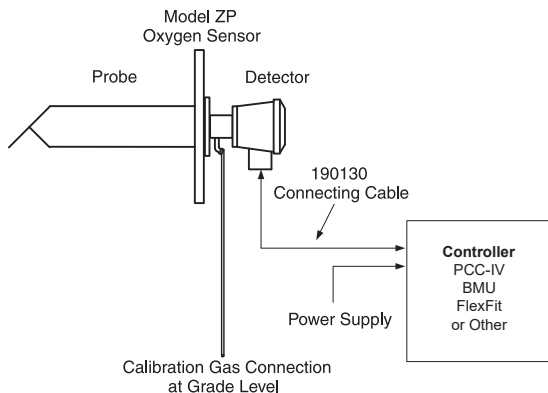 Model ZP
Oxygen Sensor
Probe
Detector
190130
Connecting Cable
Controller
PCC-IV
BMU
FlexFit
or Other
Power Supply
Calibration Gas Connection
at Grade Level